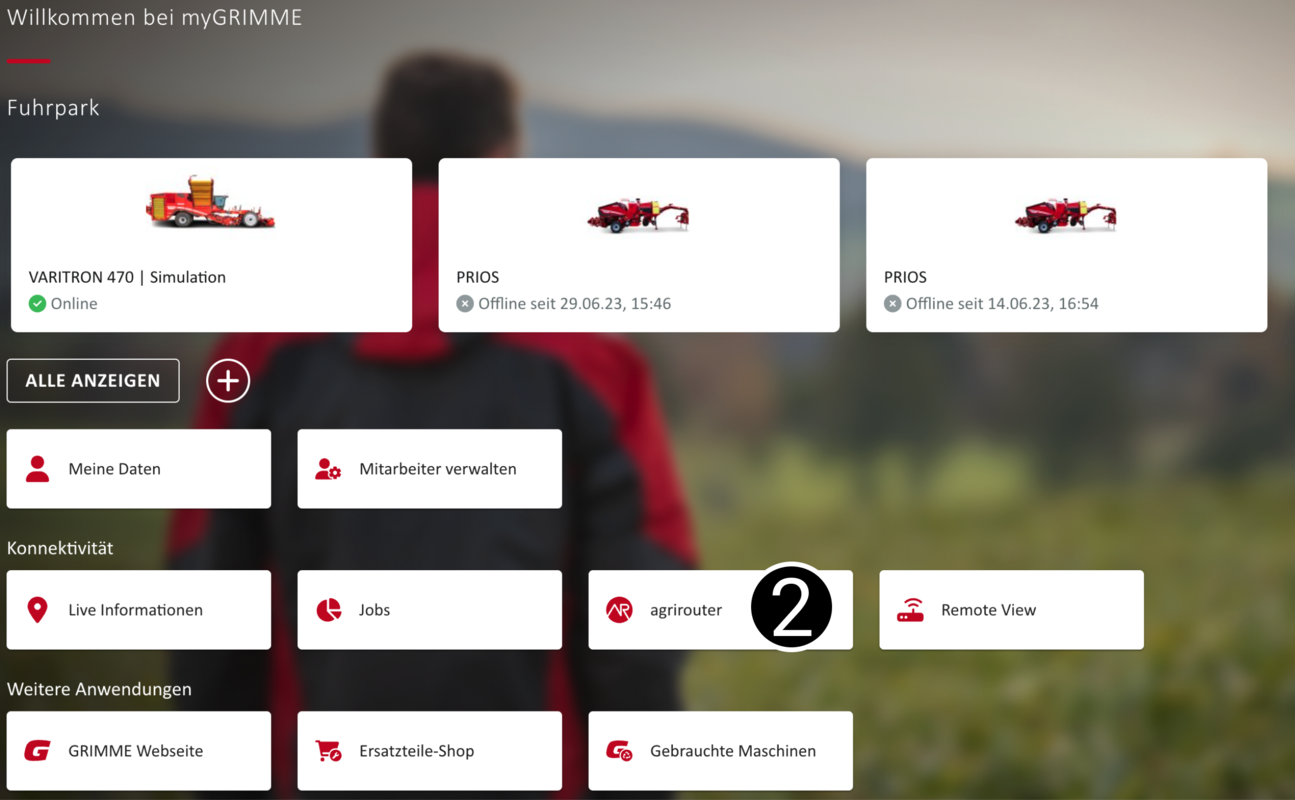 Willkommen bei myGRIMME
Fuhrpark
VARITRON 470 | Simulation
Online
PRIOS
Offline seit 29.06.23, 15:46
PRIOS
Offline seit 14.06.23, 16:54
ALLE ANZEIGEN
Meine Daten
Mitarbeiter verwalten
Konnektivität
Live Informationen
Jobs
agrirouter
2
Remote View
Weitere Anwendungen
GRIMME Webseite
Ersatzteile-Shop
Gebrauchte Maschinen